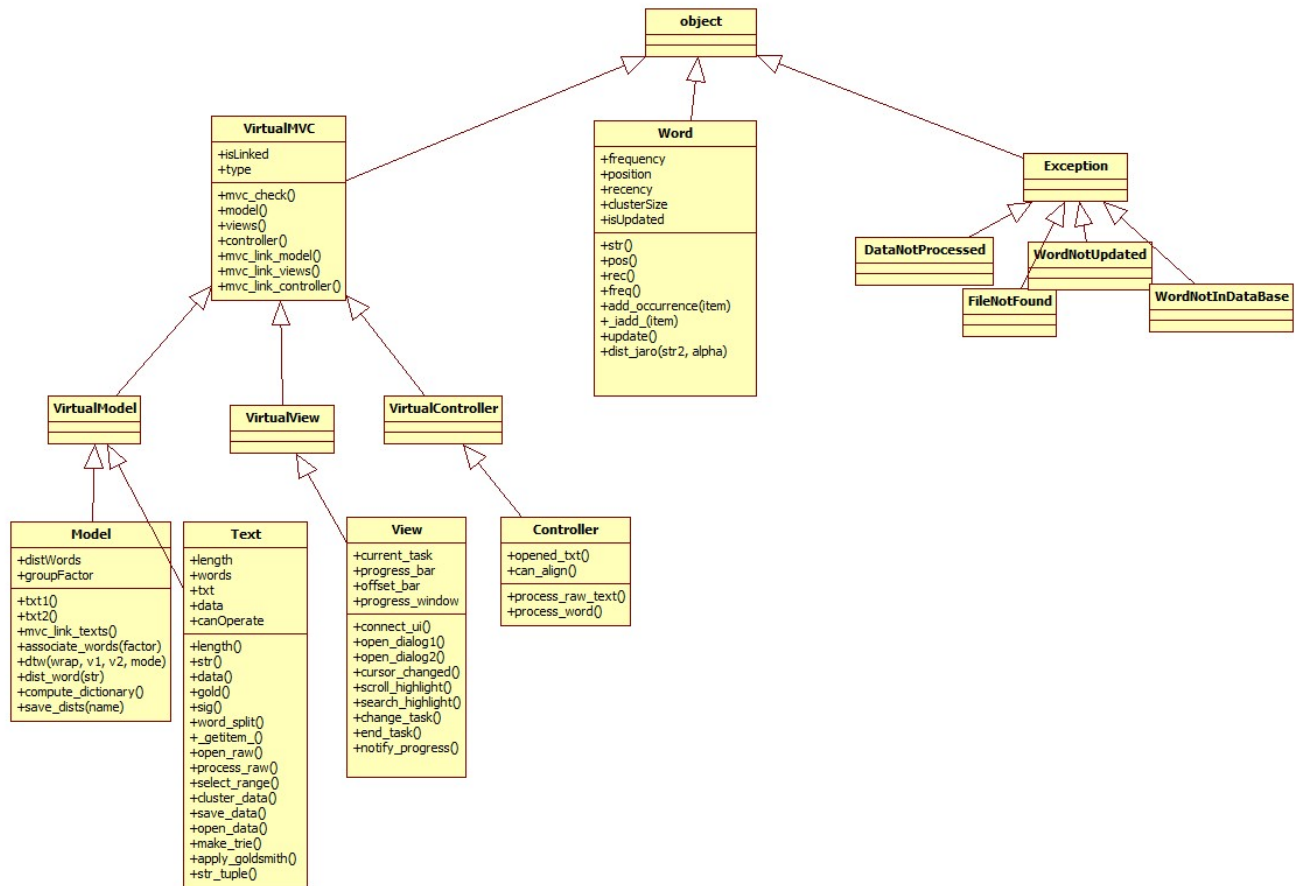 object
VirtualMVC
+isLinked
+type
+mvc_check()
+model()
+views()
+controller()
+mvc_link_model()
+mvc_link_views()
+mvc_link_controller()
Word
+frequency
+position
+recency
+clusterSize
+isUpdated
+str()
+pos()
+rec()
+freq()
+add_occurrence(item)
+_iadd_(item)
+update()
+dist_jaro(str2, alpha)
Exception
DataNotProcessed
WordNotUpdated
FileNotFound
WordNotInDataBase
VirtualModel
VirtualView
VirtualController
Model
+distWords
+groupFactor
+txt1()
+txt2()
+mvc_link_texts()
+associate_words(factor)
+dtw(wrap, v1, v2, mode)
+dist_word(str)
+compute_dictionary()
+save_dists(name)
Text
+length
+words
+txt
+data
+canOperate
+length()
+str()
+data()
+gold()
+sig()
+word_split()
+_getitem_()
+open_raw()
+process_raw()
+select_range()
+cluster_data()
+save_data()
+open_data()
+make_trie()
+apply_goldsmith()
+str_tuple()
View
+current_task
+progress_bar
+offset_bar
+progress_window
+connect_ui()
+open_dialog1()
+open_dialog2()
+cursor_changed()
+scroll_highlight()
+search_highlight()
+change_task()
+end_task()
+notify_progress()
Controller
+opened_txt()
+can_align()
+process_raw_text()
+process_word()